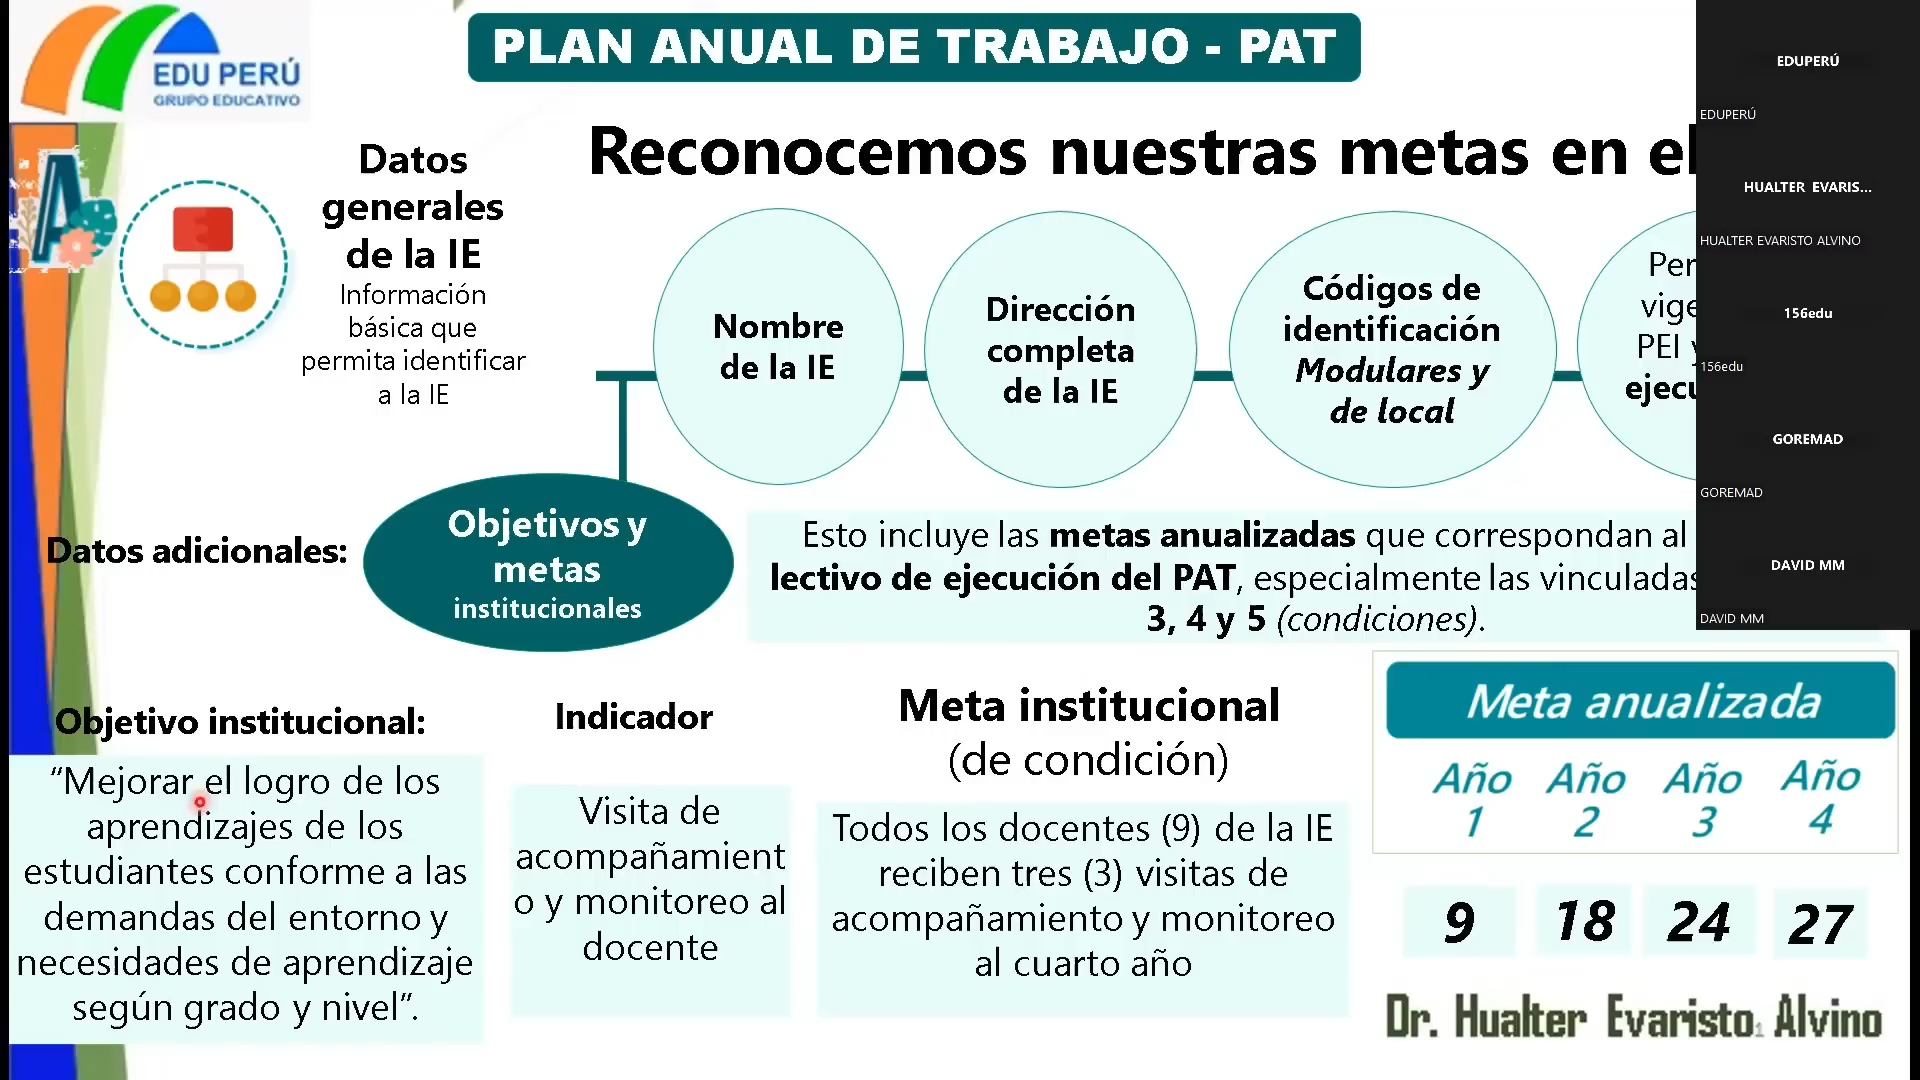 PLAN ANUAL DE TRABAJO - PAT
EDU PERÚ
GRUPO EDUCATIVO
A
Datos
generales
de la IE
Información
básica que
permita identificar
a la IE
Reconocemos nuestras metas en el
Nombre
de la IE
Dirección
completa
de la IE
Códigos de
identificación
Modulares y
de local
PEI
Datos adicionales:
Objetivos y
metas
institucionales
Esto incluye las metas anualizadas que correspondan al
lectivo de ejecución del PAT, especialmente las vinculadas
3, 4 y 5 (condiciones).
Objetivo institucional:
“Mejorar el logro de los
aprendizajes de los
estudiantes conforme a las
demandas del entorno y
necesidades de aprendizaje
según grado y nivel”.
Indicador
Visita de
acompañamient
o y monitoreo al
docente
Meta institucional
(de condición)
Todos los docentes (9) de la IE
reciben tres (3) visitas de
acompañamiento y monitoreo
al cuarto año
Meta anualizada
Año Año Año Año
1 2 3 4
9 18 24 27
Dr. Hualter Evaristo Alvino
EDUPERÚ
EDUPERÚ
HUALTER EVARIS...
HUALTER EVARISTO ALVINO
156edu
156edu
GOREMAD
GOREMAD
DAVID MM
DAVID MM